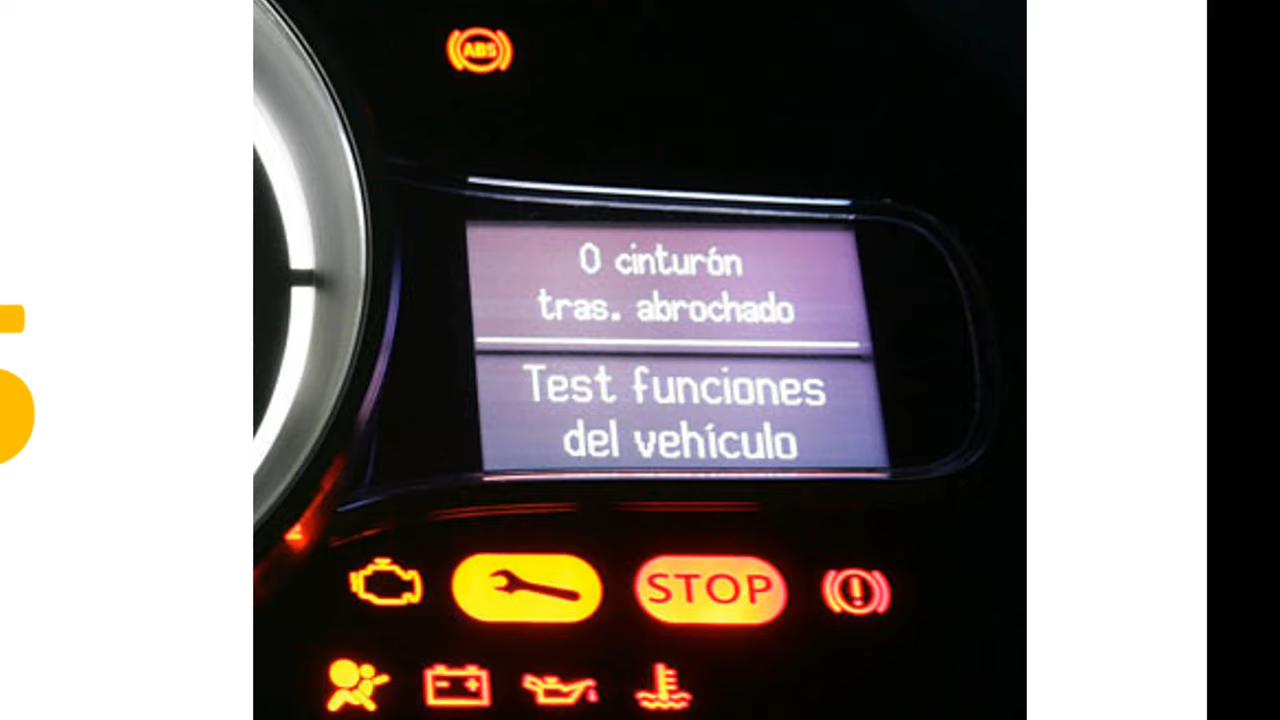 ABS
0 cinturón
tras. abrochado
Test funciones
del vehículo
STOP